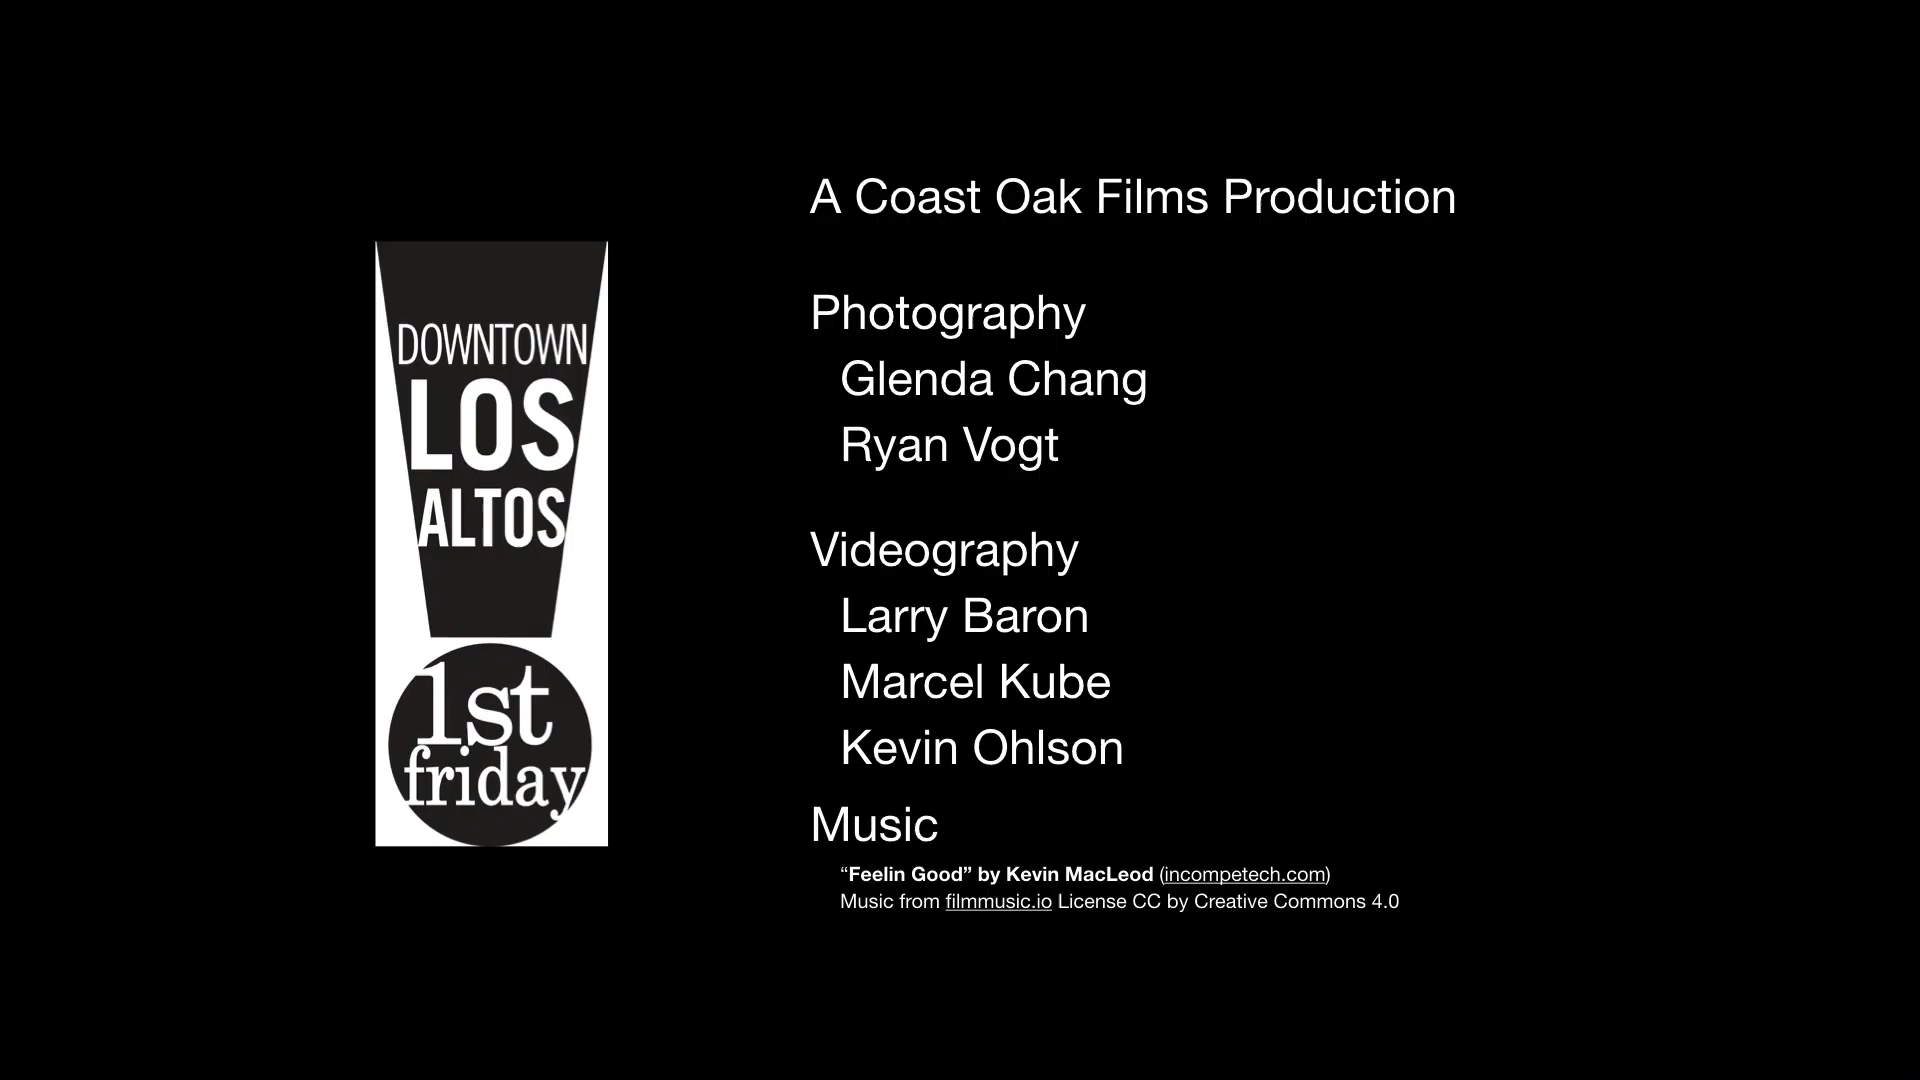 DOWNTOWN
LOS
ALTOS
1st
friday
A Coast Oak Films Production
Photography
Glenda Chang
Ryan Vogt
Videography
Larry Baron
Marcel Kube
Kevin Ohlson
Music
“Feelin Good” by Kevin MacLeod (incompetech.com)
Music from filmmusic.io License CC by Creative Commons 4.0